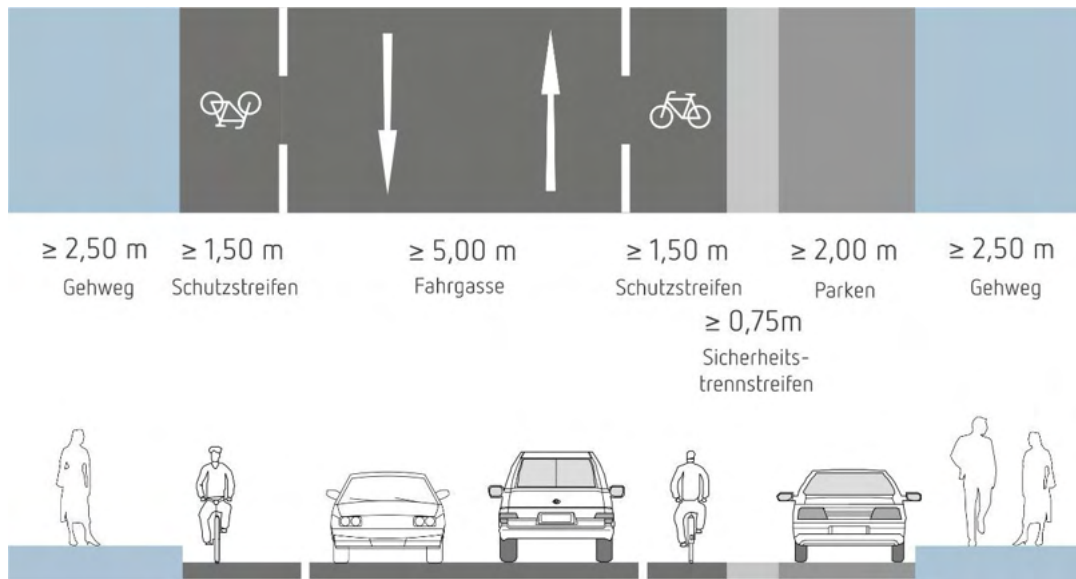 ≥ 2,50 m
Gehweg
≥ 1,50 m
Schutzstreifen
≥ 5,00 m
Fahrgasse
≥ 1,50 m
Schutzstreifen
≥ 0,75m
Sicherheits-
trennstreifen
≥ 2,00 m
Parken
≥ 2,50 m
Gehweg